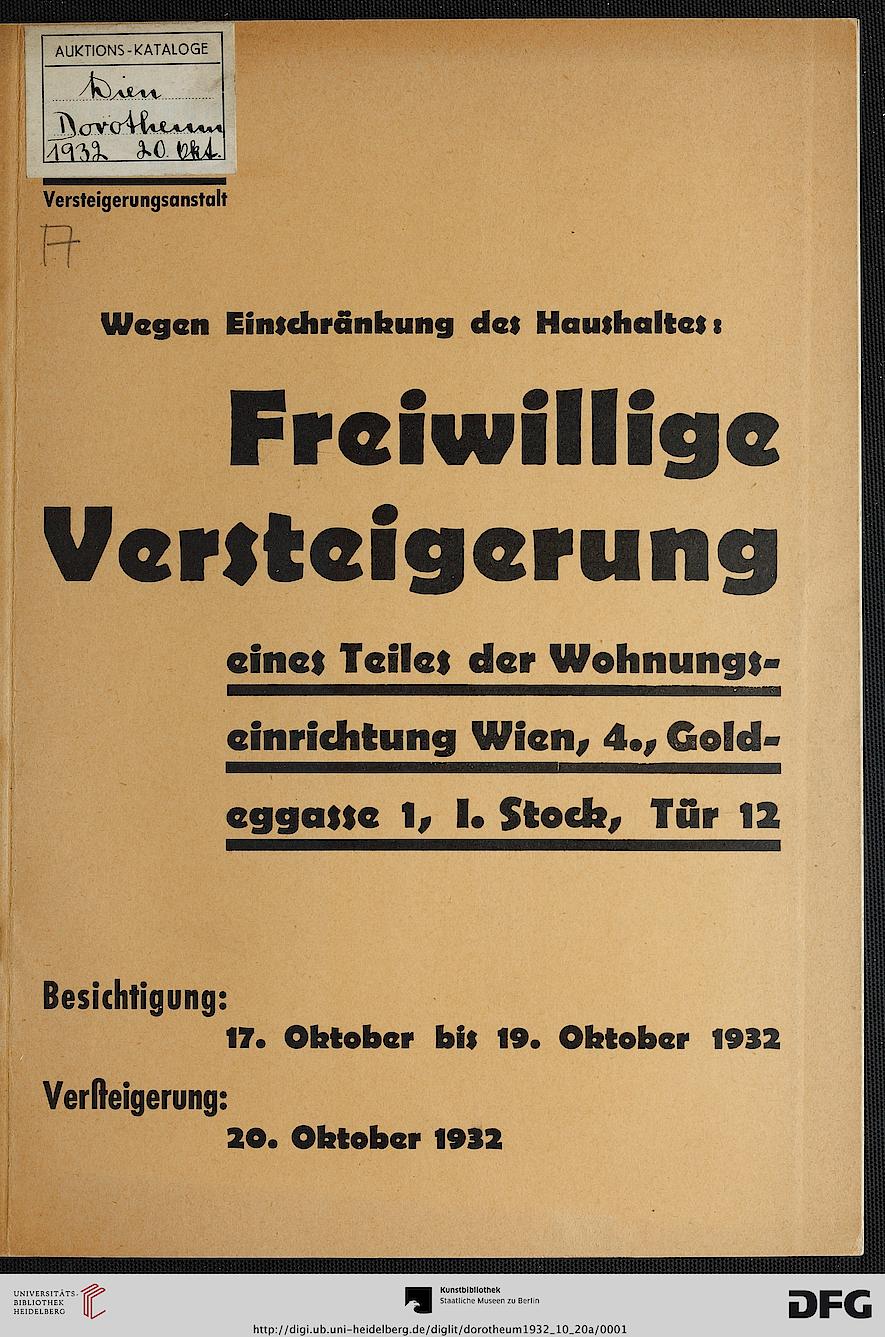 AUKTIONS-KATALOGE
Wien
Dorotheum
1932 20. Okt.
Versteigerungsanstalt
A
Wegen Einschränkung des Haushaltes:
Freiwillige
Versteigerung
eines Teiles der Wohnungs-
einrichtung Wien, 4., Gold-
eggasse 1, I. Stock, Tür 12
Besichtigung:
17. Oktober bis 19. Oktober 1932
Versteigerung:
20. Oktober 1932
UNIVERSITÄTS-
BIBLIOTHEK
HEIDELBERG
Kunstbibliothek
Staatliche Museen zu Berlin
DFG
http://digi.ub.uni-heidelberg.de/diglit/dorotheum1932_10_20a/0001